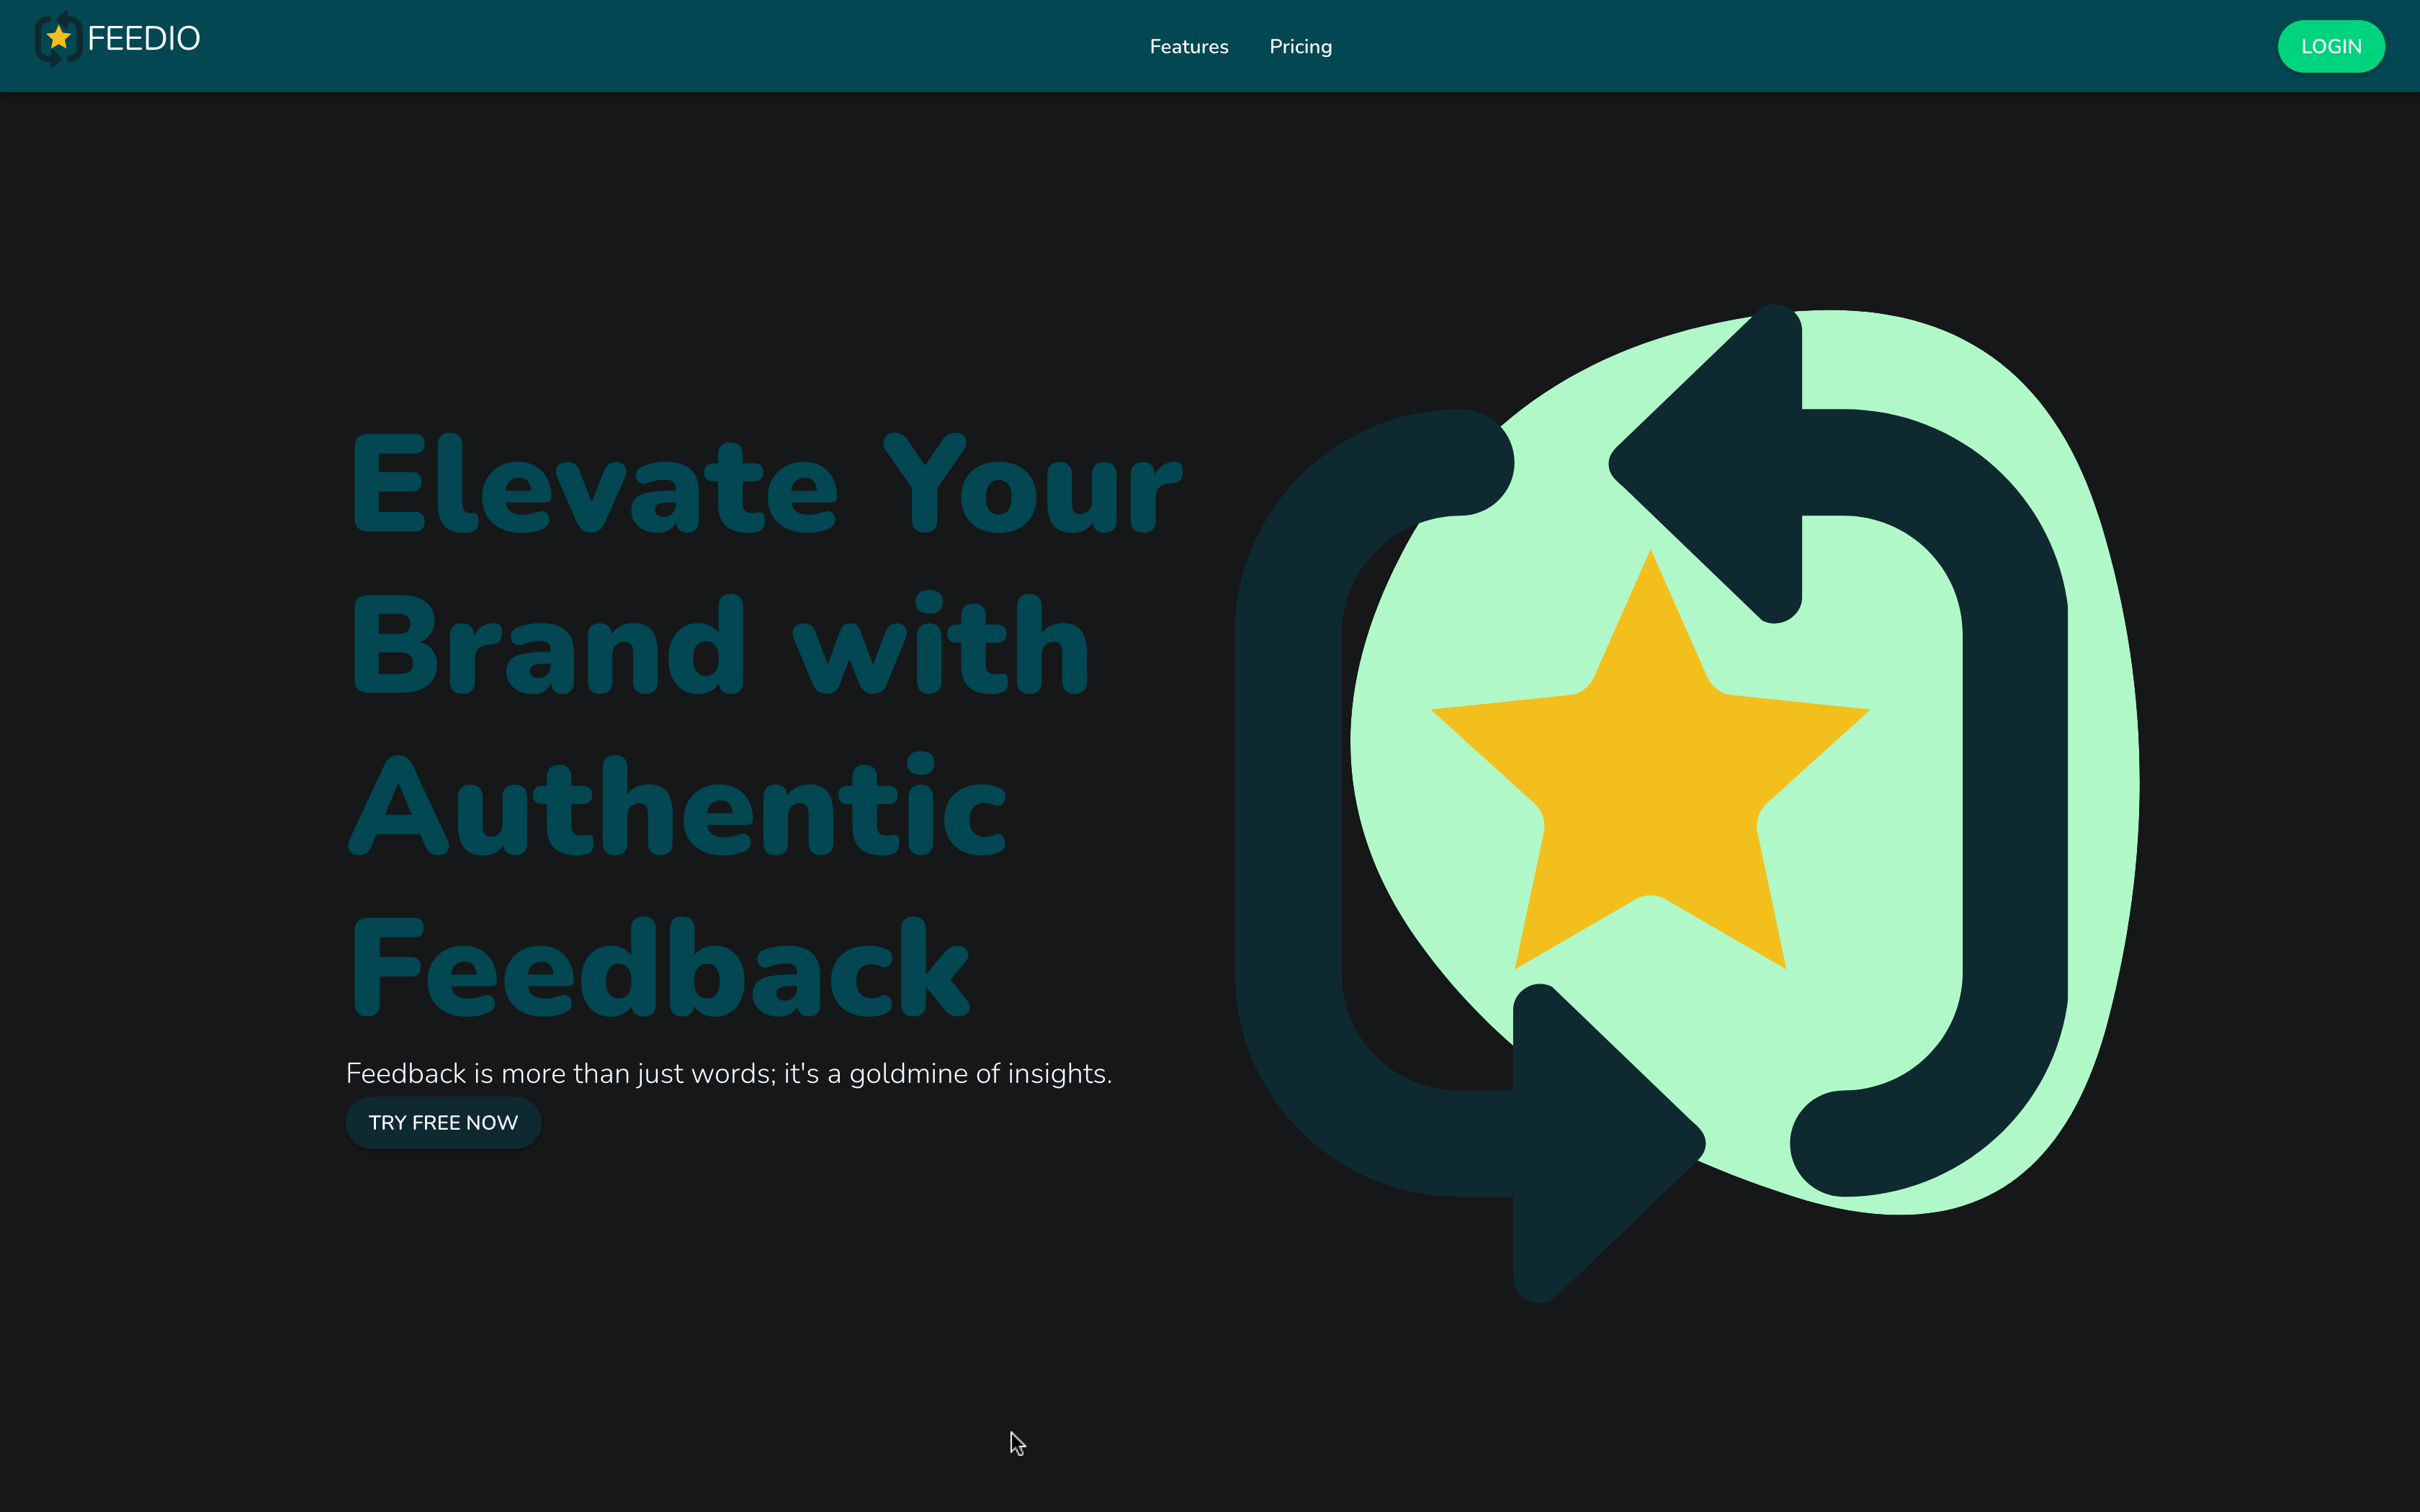 FEEDIO
Features
Pricing
LOGIN
Elevate Your
Brand with
Authentic
Feedback
Feedback is more than just words; it's a goldmine of insights.
TRY FREE NOW